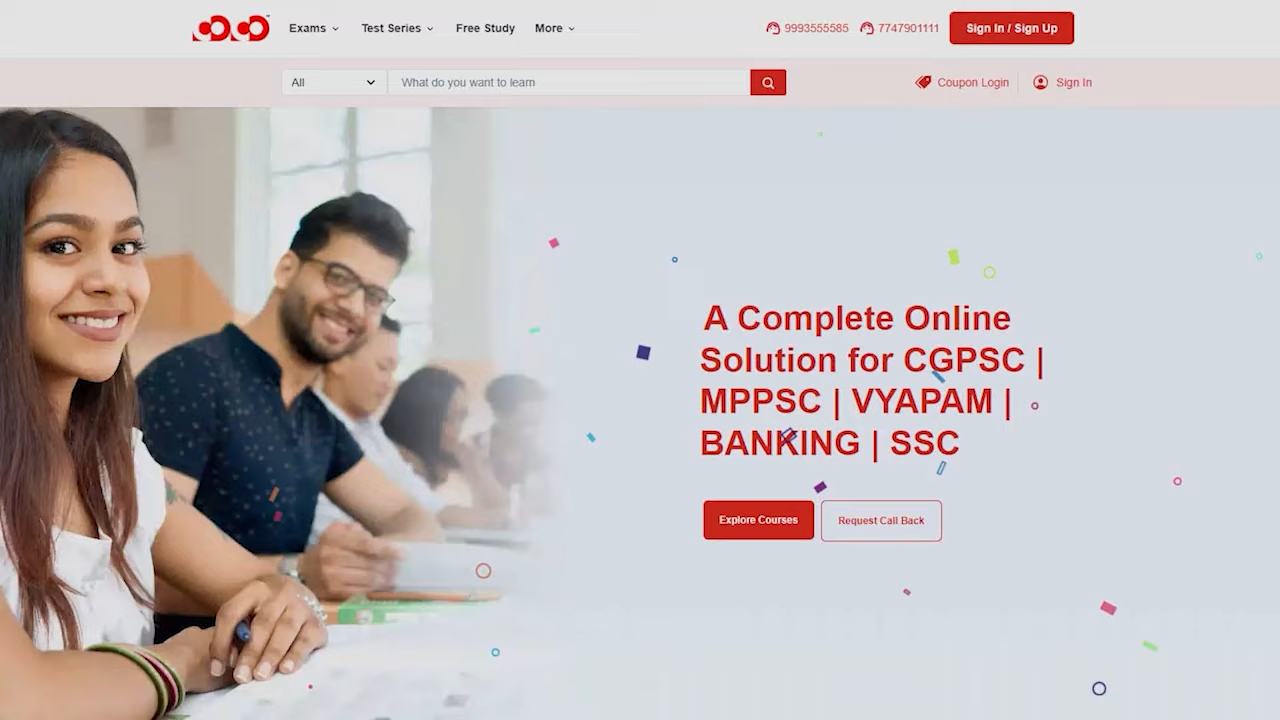 Exams
Test Series
Free Study
More
9993555585
7747901111
Sign In / Sign Up
All
What do you want to learn
Coupon Login
Sign In
A Complete Online
Solution for CGPSC |
MPPSC | VYAPAM |
BANKING | SSC
Explore Courses
Request Call Back